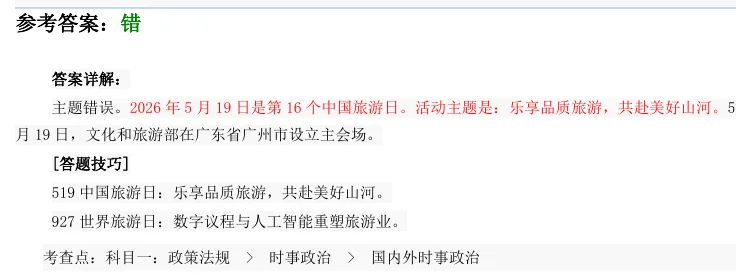 参考答案：错
答案详解：
主题错误。2026 年 5 月 19 日是第 16 个中国旅游日。活动主题是：乐享品质旅游，共赴美好山河。5
月 19 日，文化和旅游部在广东省广州市设立主会场。
[答题技巧]
519 中国旅游日：乐享品质旅游，共赴美好山河。
927 世界旅游日：数字议程与人工智能重塑旅游业。
考查点：科目一：政策法规 > 时事政治 > 国内外时事政治